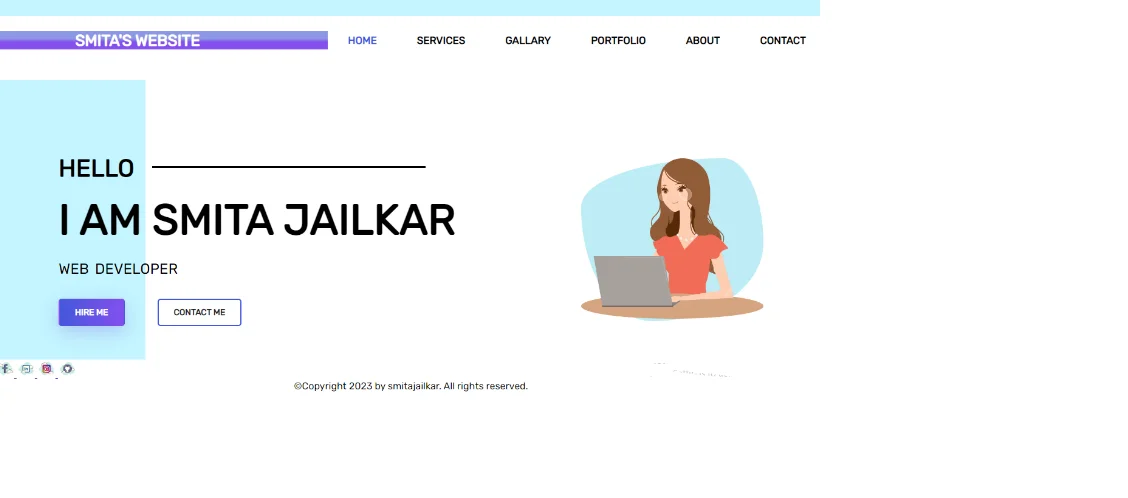 SMITA'S WEBSITE HOME SERVICES GALLARY PORTFOLIO ABOUT CONTACT
HELLO
I AM SMITA JAILKAR
WEB DEVELOPER
HIRE ME CONTACT ME
©Copyright 2023 by smitajailkar. All rights reserved.